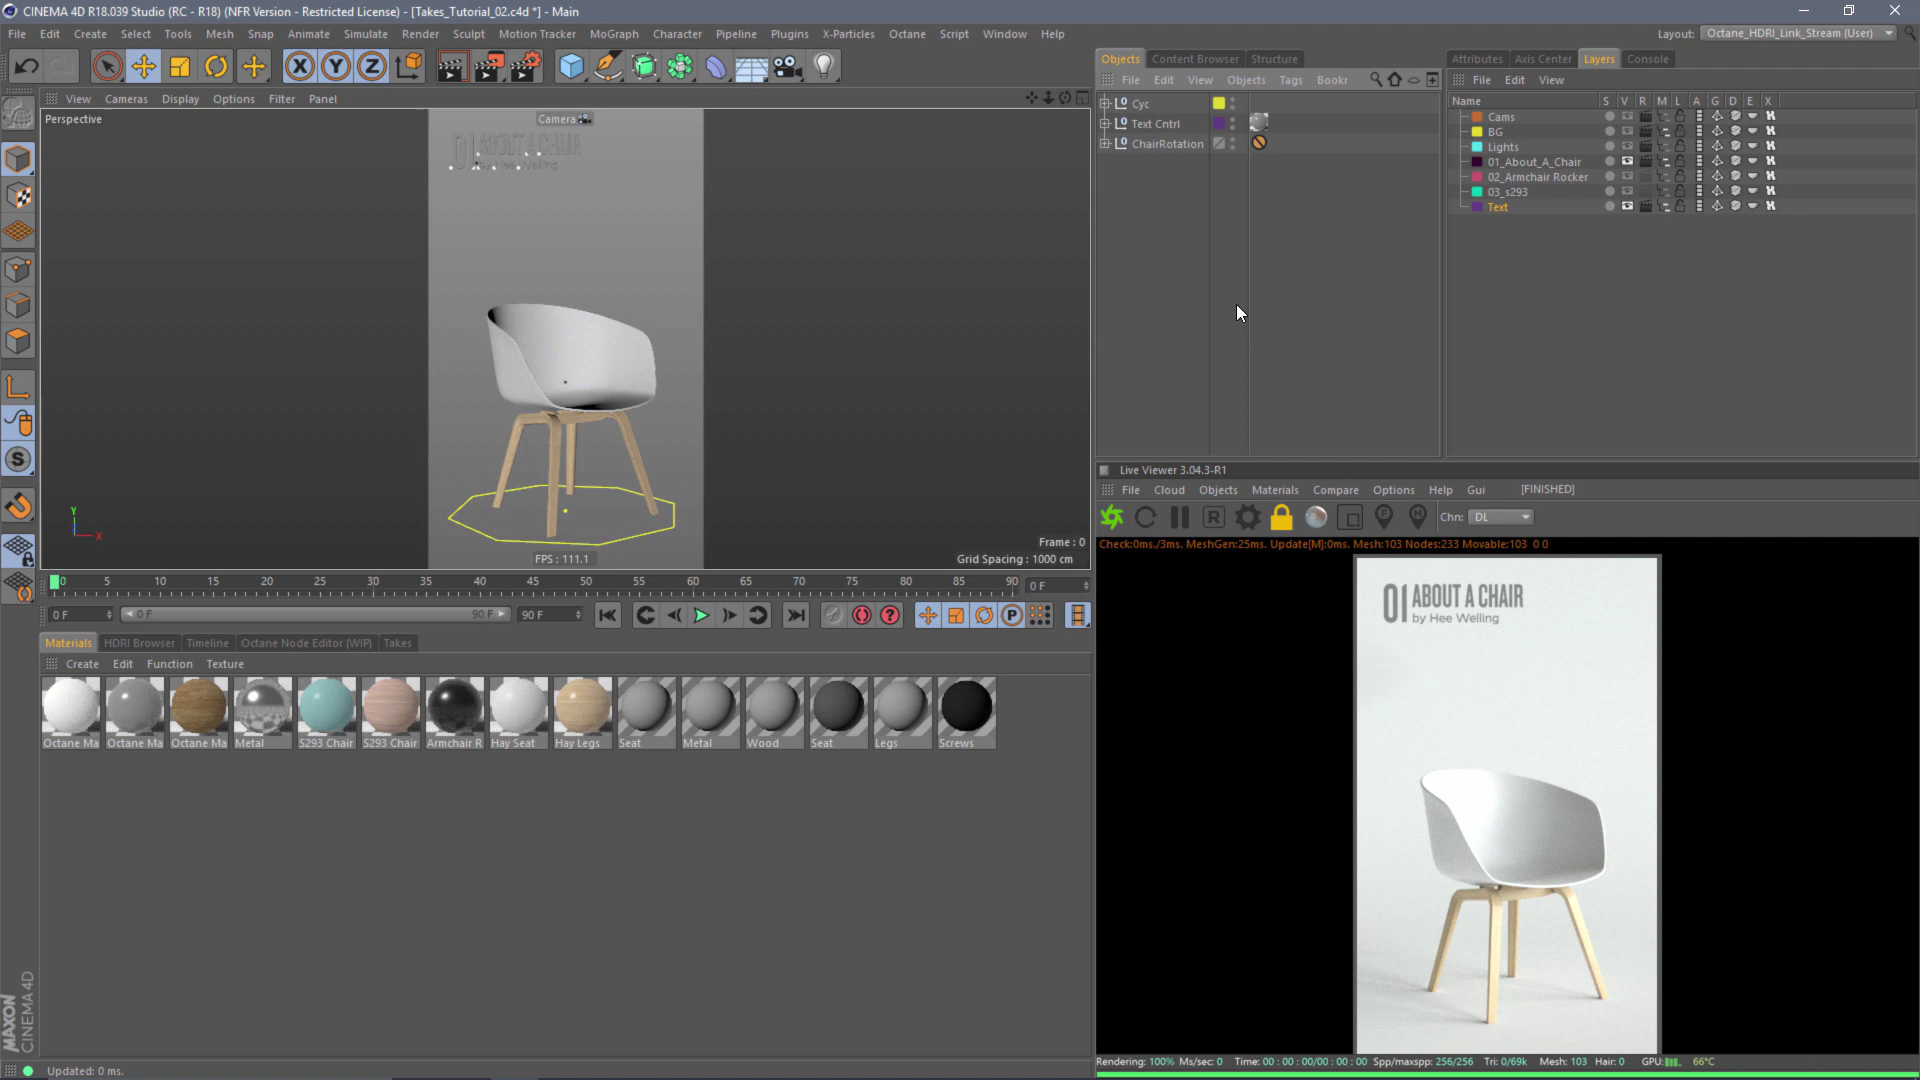 CINEMA 4D R18.039 Studio (RC - R18) (NFR Version - Restricted License) - [Takes_Tutorial_02.c4d *] - Main
File Edit Create Select Tools Mesh Snap Animate Simulate Render Sculpt Motion Tracker MoGraph Character Pipeline Plugins X-Particles Octane Script Window Help
Layout: Octane_HDRI_Link_Stream (User)
Objects Content Browser Structure
File Edit View Objects Tags Bookr
Cyc
Text Cntrl
ChairRotation
Attributes Axis Center Layers Console
File Edit View
Name S V R M L A G D E X
Cams
BG
Lights
01_About_A_Chair
02_Armchair Rocker
03_s293
Text
View Cameras Display Options Filter Panel
Perspective
Camera
01 ABOUT A CHAIR
by Hee Welling
Y
X
Frame : 0
FPS : 111.1
Grid Spacing : 1000 cm
0 5 10 15 20 25 30 35 40 45 50 55 60 65 70 75 80 85 90
0 F
0 F 0 F 90 F 90 F
Materials HDRI Browser Timeline Octane Node Editor (WIP) Takes
Create Edit Function Texture
Octane Ma Octane Ma Octane Ma Metal S293 Chair S293 Chair Armchair R Hay Seat Hay Legs Seat Metal Wood Seat Legs Screws
Live Viewer 3.04.3-R1
File Cloud Objects Materials Compare Options Help Gui [FINISHED]
Chn: DL
Check:0ms./3ms. MeshGen:25ms. Update[M]:0ms. Mesh:103 Nodes:233 Movable:103 0 0
01 ABOUT A CHAIR
by Hee Welling
Rendering: 100% Ms/sec: 0 Time: 00 : 00 : 00/00 : 00 : 00 Spp/maxspp: 256/256 Tri: 0/69k Mesh: 103 Hair: 0 GPU: 66°C
MAXON
CINEMA 4D
Updated: 0 ms.